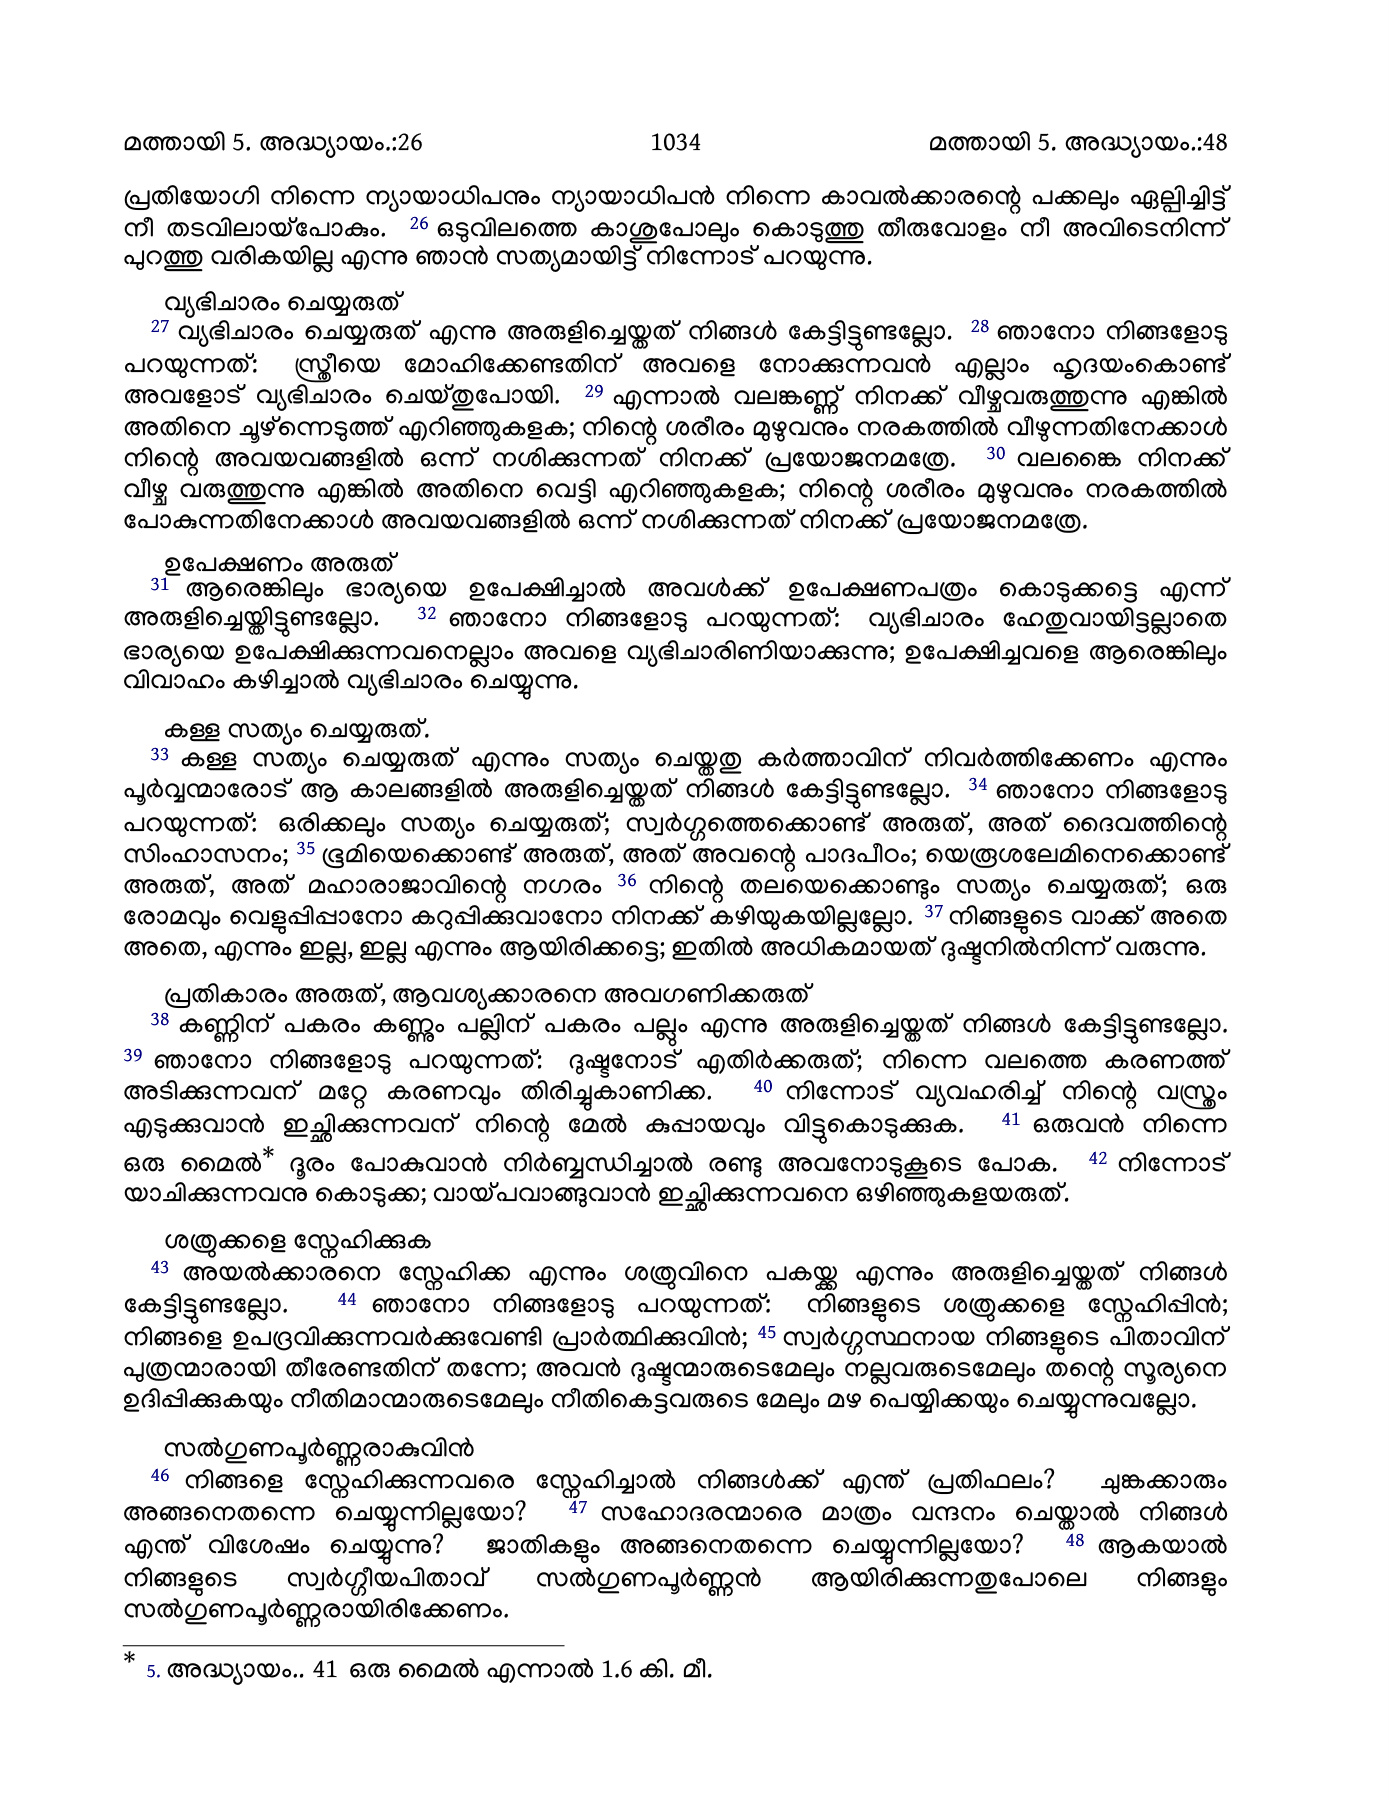 മത്തായി 5. അദ്ധ്യായം.:26 1034 മത്തായി 5. അദ്ധ്യായം.:48
പ്രതിയോഗി നിന്നെ ന്യായാധിപനും ന്യായാധിപൻ നിന്നെ കാവൽക്കാരന്റെ പക്കലും ഏല്പിച്ചിട്ട്
നീ തടവിലായ്പോകും. 26 ഒടുവിലത്തെ കാശുപോലും കൊടുത്തു തീരുവോളം നീ അവിടെനിന്ന്
പുറത്തു വരികയില്ല എന്നു ഞാൻ സത്യമായിട്ട് നിന്നോട് പറയുന്നു.
വ്യഭിചാരം ചെയ്യരുത്
27 വ്യഭിചാരം ചെയ്യരുത് എന്നു അരുളിച്ചെയ്തത് നിങ്ങൾ കേട്ടിട്ടുണ്ടല്ലോ. 28 ഞാനോ നിങ്ങളോടു
പറയുന്നത്: സ്ത്രീയെ മോഹിക്കേണ്ടതിന് അവളെ നോക്കുന്നവൻ എല്ലാം ഹൃദയംകൊണ്ട്
അവളോട് വ്യഭിചാരം ചെയ്തുപോയി. 29 എന്നാൽ വലങ്കണ്ണ് നിനക്ക് വീഴ്ചവരുത്തുന്നു എങ്കിൽ
അതിനെ ചൂഴ്ന്നെടുത്ത് എറിഞ്ഞുകളക; നിന്റെ ശരീരം മുഴുവനും നരകത്തിൽ വീഴുന്നതിനേക്കാൾ
നിന്റെ അവയവങ്ങളിൽ ഒന്ന് നശിക്കുന്നത് നിനക്ക് പ്രയോജനമത്രേ. 30 വലങ്കൈ നിനക്ക്
വീഴ്ച വരുത്തുന്നു എങ്കിൽ അതിനെ വെട്ടി എറിഞ്ഞുകളക; നിന്റെ ശരീരം മുഴുവനും നരകത്തിൽ
പോകുന്നതിനേക്കാൾ അവയവങ്ങളിൽ ഒന്ന് നശിക്കുന്നത് നിനക്ക് പ്രയോജനമത്രേ.
ഉപേക്ഷണം അരുത്
31 ആരെങ്കിലും ഭാര്യയെ ഉപേക്ഷിച്ചാൽ അവൾക്ക് ഉപേക്ഷണപത്രം കൊടുക്കട്ടെ എന്ന്
അരുളിച്ചെയ്തിട്ടുണ്ടല്ലോ. 32 ഞാനോ നിങ്ങളോടു പറയുന്നത്: വ്യഭിചാരം ഹേതുവായിട്ടല്ലാതെ
ഭാര്യയെ ഉപേക്ഷിക്കുന്നവനെല്ലാം അവളെ വ്യഭിചാരിണിയാക്കുന്നു; ഉപേക്ഷിച്ചവളെ ആരെങ്കിലും
വിവാഹം കഴിച്ചാൽ വ്യഭിചാരം ചെയ്യുന്നു.
കള്ള സത്യം ചെയ്യരുത്.
33 കള്ള സത്യം ചെയ്യരുത് എന്നും സത്യം ചെയ്തതു കർത്താവിന് നിവർത്തിക്കേണം എന്നും
പൂർവ്വന്മാരോട് ആ കാലങ്ങളിൽ അരുളിച്ചെയ്തത് നിങ്ങൾ കേട്ടിട്ടുണ്ടല്ലോ. 34 ഞാനോ നിങ്ങളോടു
പറയുന്നത്: ഒരിക്കലും സത്യം ചെയ്യരുത്; സ്വർഗ്ഗത്തെക്കൊണ്ട് അരുത്, അത് ദൈവത്തിന്റെ
സിംഹാസനം; 35 ഭൂമിയെക്കൊണ്ട് അരുത്, അത് അവന്റെ പാദപീഠം; യെരൂശലേമിനെക്കൊണ്ട്
അരുത്, അത് മഹാരാജാവിന്റെ നഗരം 36 നിന്റെ തലയെക്കൊണ്ടും സത്യം ചെയ്യരുത്; ഒരു
രോമവും വെളുപ്പിപ്പാനോ കറുപ്പിക്കുവാനോ നിനക്ക് കഴിയുകയില്ലല്ലോ. 37 നിങ്ങളുടെ വാക്ക് അതെ
അതെ, എന്നും ഇല്ല, ഇല്ല എന്നും ആയിരിക്കട്ടെ; ഇതിൽ അധികമായത് ദുഷ്ടനിൽനിന്ന് വരുന്നു.
പ്രതികാരം അരുത്, ആവശ്യക്കാരനെ അവഗണിക്കരുത്
38 കണ്ണിന് പകരം കണ്ണും പല്ലിന് പകരം പല്ലും എന്നു അരുളിച്ചെയ്തത് നിങ്ങൾ കേട്ടിട്ടുണ്ടല്ലോ.
39 ഞാനോ നിങ്ങളോടു പറയുന്നത്: ദുഷ്ടനോട് എതിർക്കരുത്; നിന്നെ വലത്തെ കരണത്ത്
അടിക്കുന്നവന് മറ്റേ കരണവും തിരിച്ചുകാണിക്ക. 40 നിന്നോട് വ്യവഹരിച്ച് നിന്റെ വസ്ത്രം
എടുക്കുവാൻ ഇച്ഛിക്കുന്നവന് നിന്റെ മേൽ കുപ്പായവും വിട്ടുകൊടുക്കുക. 41 ഒരുവൻ നിന്നെ
ഒരു മൈൽ* ദൂരം പോകുവാൻ നിർബ്ബന്ധിച്ചാൽ രണ്ടു അവനോടുകൂടെ പോക. 42 നിന്നോട്
യാചിക്കുന്നവനു കൊടുക്ക; വായ്പവാങ്ങുവാൻ ഇച്ഛിക്കുന്നവനെ ഒഴിഞ്ഞുകളയരുത്.
ശത്രുക്കളെ സ്നേഹിക്കുക
43 അയൽക്കാരനെ സ്നേഹിക്ക എന്നും ശത്രുവിനെ പകയ്ക്ക എന്നും അരുളിച്ചെയ്തത് നിങ്ങൾ
കേട്ടിട്ടുണ്ടല്ലോ. 44 ഞാനോ നിങ്ങളോടു പറയുന്നത്: നിങ്ങളുടെ ശത്രുക്കളെ സ്നേഹിപ്പിൻ;
നിങ്ങളെ ഉപദ്രവിക്കുന്നവർക്കുവേണ്ടി പ്രാർത്ഥിക്കുവിൻ; 45 സ്വർഗ്ഗസ്ഥനായ നിങ്ങളുടെ പിതാവിന്
പുത്രന്മാരായി തീരേണ്ടതിന് തന്നേ; അവൻ ദുഷ്ടന്മാരുടെമേലും നല്ലവരുടെമേലും തന്റെ സൂര്യനെ
ഉദിപ്പിക്കുകയും നീതിമാന്മാരുടെമേലും നീതികെട്ടവരുടെ മേലും മഴ പെയ്യിക്കയും ചെയ്യുന്നുവല്ലോ.
സൽഗുണപൂർണ്ണരാകുവിൻ
46 നിങ്ങളെ സ്നേഹിക്കുന്നവരെ സ്നേഹിച്ചാൽ നിങ്ങൾക്ക് എന്ത് പ്രതിഫലം? ചുങ്കക്കാരും
അങ്ങനെതന്നെ ചെയ്യുന്നില്ലയോ? 47 സഹോദരന്മാരെ മാത്രം വന്ദനം ചെയ്താൽ നിങ്ങൾ
എന്ത് വിശേഷം ചെയ്യുന്നു? ജാതികളും അങ്ങനെതന്നെ ചെയ്യുന്നില്ലയോ? 48 ആകയാൽ
നിങ്ങളുടെ സ്വർഗ്ഗീയപിതാവ് സൽഗുണപൂർണ്ണൻ ആയിരിക്കുന്നതുപോലെ നിങ്ങളും
സൽഗുണപൂർണ്ണരായിരിക്കേണം.
* 5. അദ്ധ്യായം.. 41 ഒരു മൈൽ എന്നാൽ 1.6 കി. മീ.